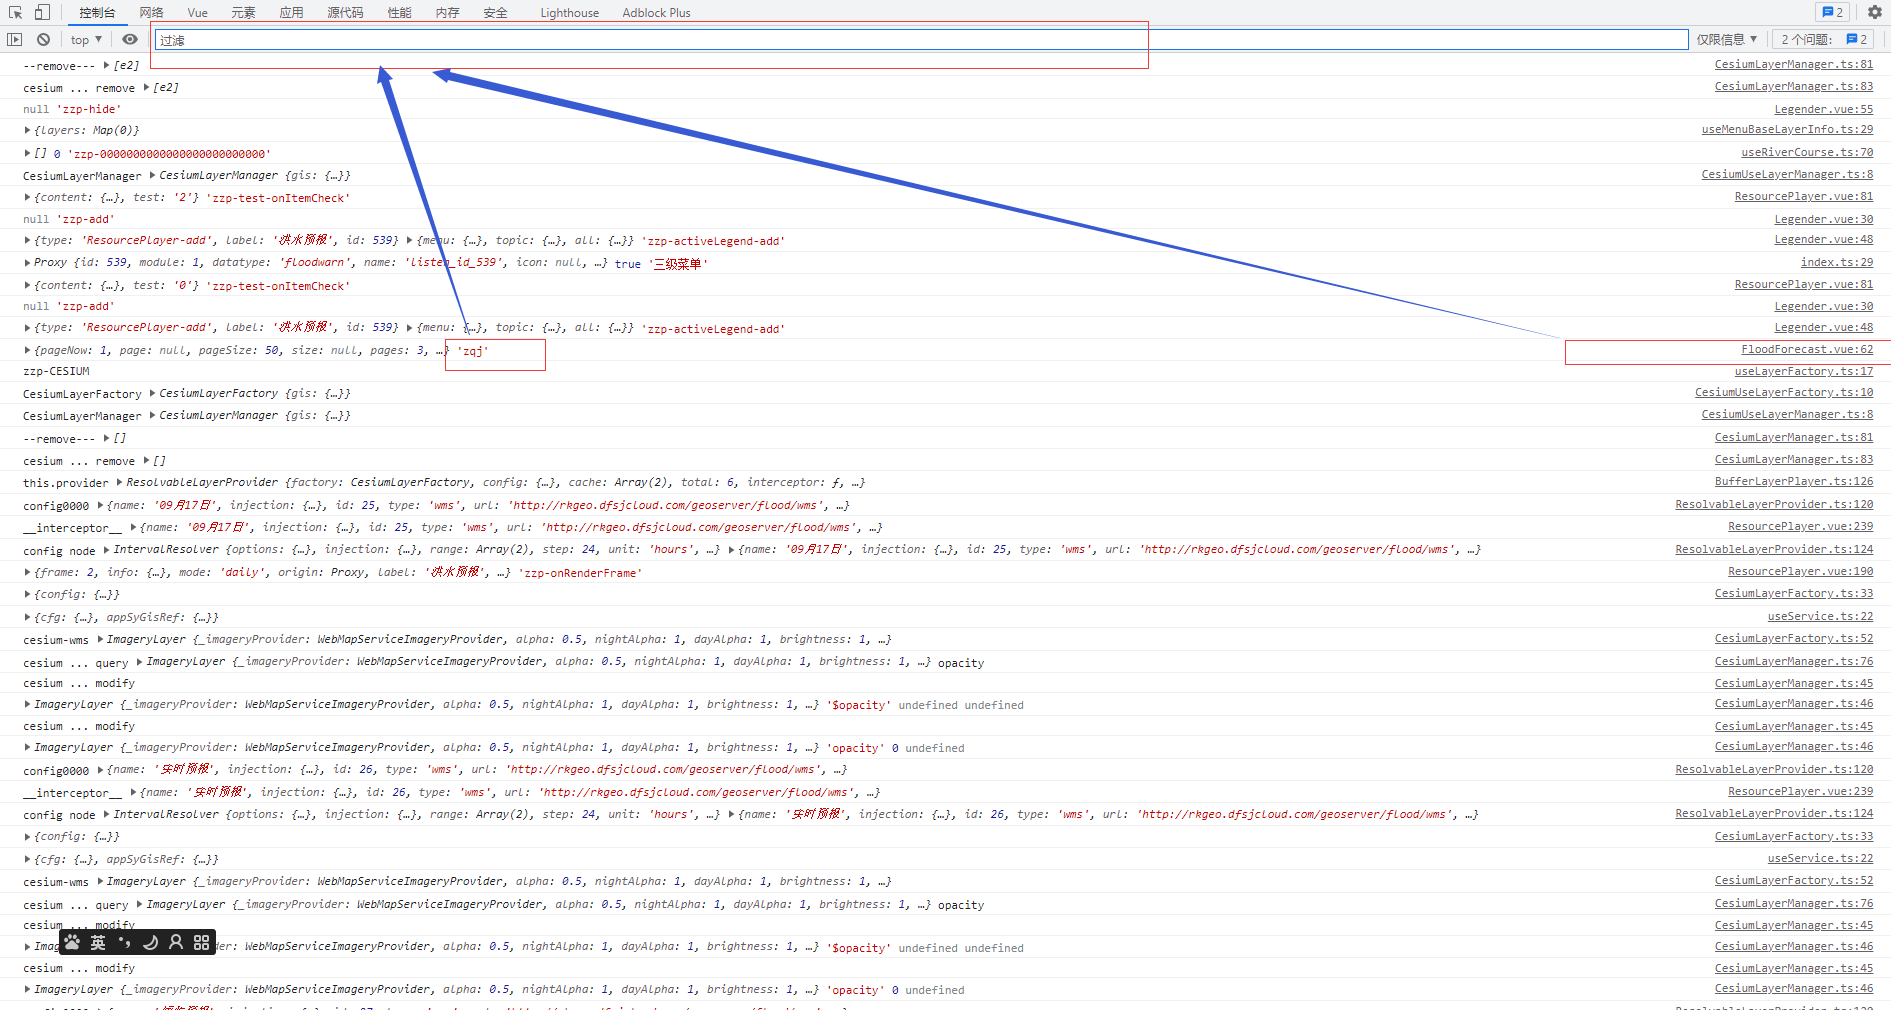 控制台 网络 Vue 元素 应用 源代码 性能 内存 安全 Lighthouse Adblock Plus 2
top ▼ 过滤 仅限信息 ▼ 2 个问题: 2
--remove--- ▶[e2] CesiumLayerManager.ts:81
cesium ... remove ▶[e2] CesiumLayerManager.ts:83
null 'zzp-hide' Legender.vue:55
▶{layers: Map(0)} useMenuBaseLayerInfo.ts:29
▶[] 0 'zzp-0000000000000000000000000' useRiverCourse.ts:70
CesiumLayerManager ▶CesiumLayerManager {gis: {…}} CesiumUseLayerManager.ts:8
▶{content: {…}, test: '2'} 'zzp-test-onItemCheck' ResourcePlayer.vue:81
null 'zzp-add' Legender.vue:30
▶{type: 'ResourcePlayer-add', label: '洪水预报', id: 539} ▶{menu: {…}, topic: {…}, all: {…}} 'zzp-activeLegend-add' Legender.vue:48
▶Proxy {id: 539, module: 1, datatype: 'floodwarn', name: 'listen_id_539', icon: null, …} true '三级菜单' index.ts:29
▶{content: {…}, test: '0'} 'zzp-test-onItemCheck' ResourcePlayer.vue:81
null 'zzp-add' Legender.vue:30
▶{type: 'ResourcePlayer-add', label: '洪水预报', id: 539} ▶{menu: {…}, topic: {…}, all: {…}} 'zzp-activeLegend-add' Legender.vue:48
▶{pageNow: 1, page: null, pageSize: 50, size: null, pages: 3, …} 'zqj' FloodForecast.vue:62
zzp-CESIUM useLayerFactory.ts:17
CesiumLayerFactory ▶CesiumLayerFactory {gis: {…}} CesiumUseLayerFactory.ts:10
CesiumLayerManager ▶CesiumLayerManager {gis: {…}} CesiumUseLayerManager.ts:8
--remove--- ▶[] CesiumLayerManager.ts:81
cesium ... remove ▶[] CesiumLayerManager.ts:83
this.provider ▶ResolvableLayerProvider {factory: CesiumLayerFactory, config: {…}, cache: Array(2), total: 6, interceptor: ƒ, …} BufferLayerPlayer.ts:126
config0000 ▶{name: '09月17日', injection: {…}, id: 25, type: 'wms', url: 'http://rkgeo.dfsjcloud.com/geoserver/flood/wms', …} ResolvableLayerProvider.ts:120
__interceptor__ ▶{name: '09月17日', injection: {…}, id: 25, type: 'wms', url: 'http://rkgeo.dfsjcloud.com/geoserver/flood/wms', …} ResourcePlayer.vue:239
config node ▶IntervalResolver {options: {…}, injection: {…}, range: Array(2), step: 24, unit: 'hours', …} ▶{name: '09月17日', injection: {…}, id: 25, type: 'wms', url: 'http://rkgeo.dfsjcloud.com/geoserver/flood/wms', …} ResolvableLayerProvider.ts:124
▶{frame: 2, info: {…}, mode: 'daily', origin: Proxy, label: '洪水预报', …} 'zzp-onRenderFrame' ResourcePlayer.vue:190
▶{config: {…}} CesiumLayerFactory.ts:33
▶{cfg: {…}, appSyGisRef: {…}} useService.ts:22
cesium-wms ▶ImageryLayer {_imageryProvider: WebMapServiceImageryProvider, alpha: 0.5, nightAlpha: 1, dayAlpha: 1, brightness: 1, …} CesiumLayerFactory.ts:52
cesium ... query ▶ImageryLayer {_imageryProvider: WebMapServiceImageryProvider, alpha: 0.5, nightAlpha: 1, dayAlpha: 1, brightness: 1, …} opacity CesiumLayerManager.ts:76
cesium ... modify CesiumLayerManager.ts:45
▶ImageryLayer {_imageryProvider: WebMapServiceImageryProvider, alpha: 0.5, nightAlpha: 1, dayAlpha: 1, brightness: 1, …} '$opacity' undefined undefined CesiumLayerManager.ts:46
cesium ... modify CesiumLayerManager.ts:45
▶ImageryLayer {_imageryProvider: WebMapServiceImageryProvider, alpha: 0.5, nightAlpha: 1, dayAlpha: 1, brightness: 1, …} 'opacity' 0 undefined CesiumLayerManager.ts:46
config0000 ▶{name: '实时预报', injection: {…}, id: 26, type: 'wms', url: 'http://rkgeo.dfsjcloud.com/geoserver/flood/wms', …} ResolvableLayerProvider.ts:120
__interceptor__ ▶{name: '实时预报', injection: {…}, id: 26, type: 'wms', url: 'http://rkgeo.dfsjcloud.com/geoserver/flood/wms', …} ResourcePlayer.vue:239
config node ▶IntervalResolver {options: {…}, injection: {…}, range: Array(2), step: 24, unit: 'hours', …} ▶{name: '实时预报', injection: {…}, id: 26, type: 'wms', url: 'http://rkgeo.dfsjcloud.com/geoserver/flood/wms', …} ResolvableLayerProvider.ts:124
▶{config: {…}} CesiumLayerFactory.ts:33
▶{cfg: {…}, appSyGisRef: {…}} useService.ts:22
cesium-wms ▶ImageryLayer {_imageryProvider: WebMapServiceImageryProvider, alpha: 0.5, nightAlpha: 1, dayAlpha: 1, brightness: 1, …} CesiumLayerFactory.ts:52
cesium ... query ▶ImageryLayer {_imageryProvider: WebMapServiceImageryProvider, alpha: 0.5, nightAlpha: 1, dayAlpha: 1, brightness: 1, …} opacity CesiumLayerManager.ts:76
cesium ... modify CesiumLayerManager.ts:45
英
▶Imag rProvider: WebMapServiceImageryProvider, alpha: 0.5, nightAlpha: 1, dayAlpha: 1, brightness: 1, …} '$opacity' undefined undefined CesiumLayerManager.ts:46
cesium ... modify CesiumLayerManager.ts:45
▶ImageryLayer {_imageryProvider: WebMapServiceImageryProvider, alpha: 0.5, nightAlpha: 1, dayAlpha: 1, brightness: 1, …} 'opacity' 0 undefined CesiumLayerManager.ts:46